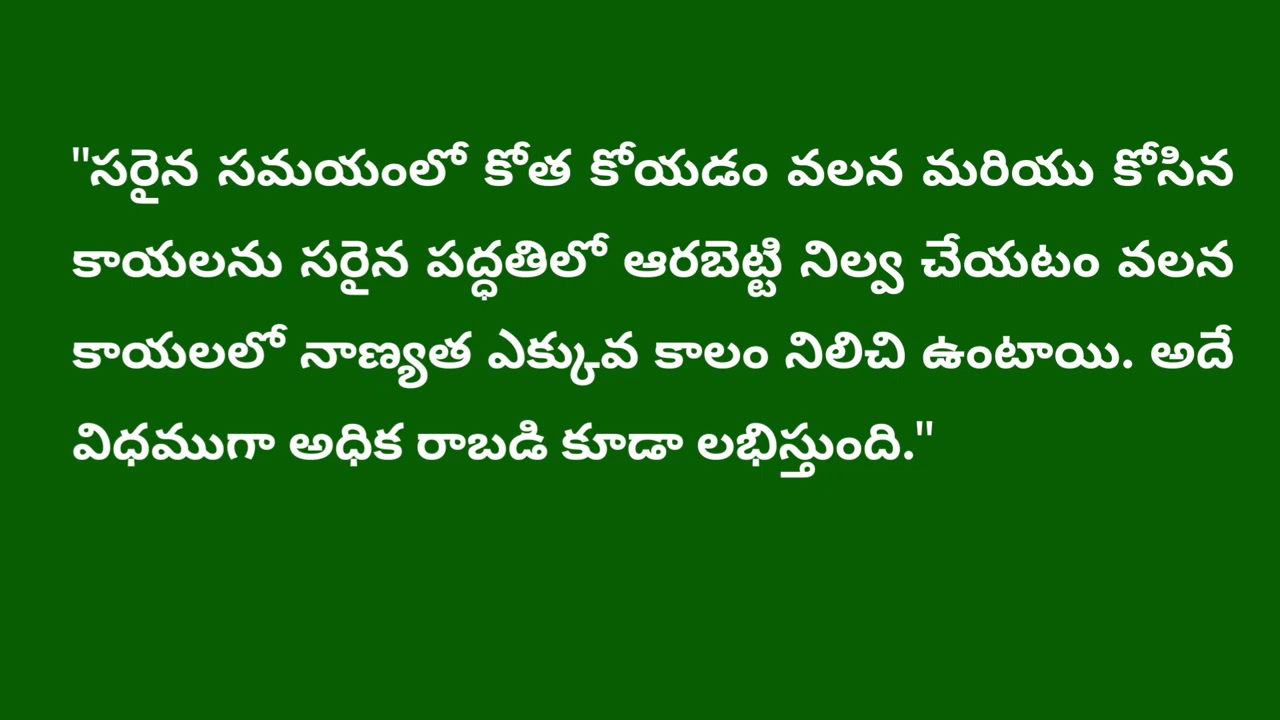 "సరైన సమయంలో కోత కోయడం వలన మరియు కోసిన
కాయలను సరైన పద్ధతిలో ఆరబెట్టి నిల్వ చేయటం వలన
కాయలలో నాణ్యత ఎక్కువ కాలం నిలిచి ఉంటాయి. అదే
విధముగా అధిక రాబడి కూడా లభిస్తుంది."